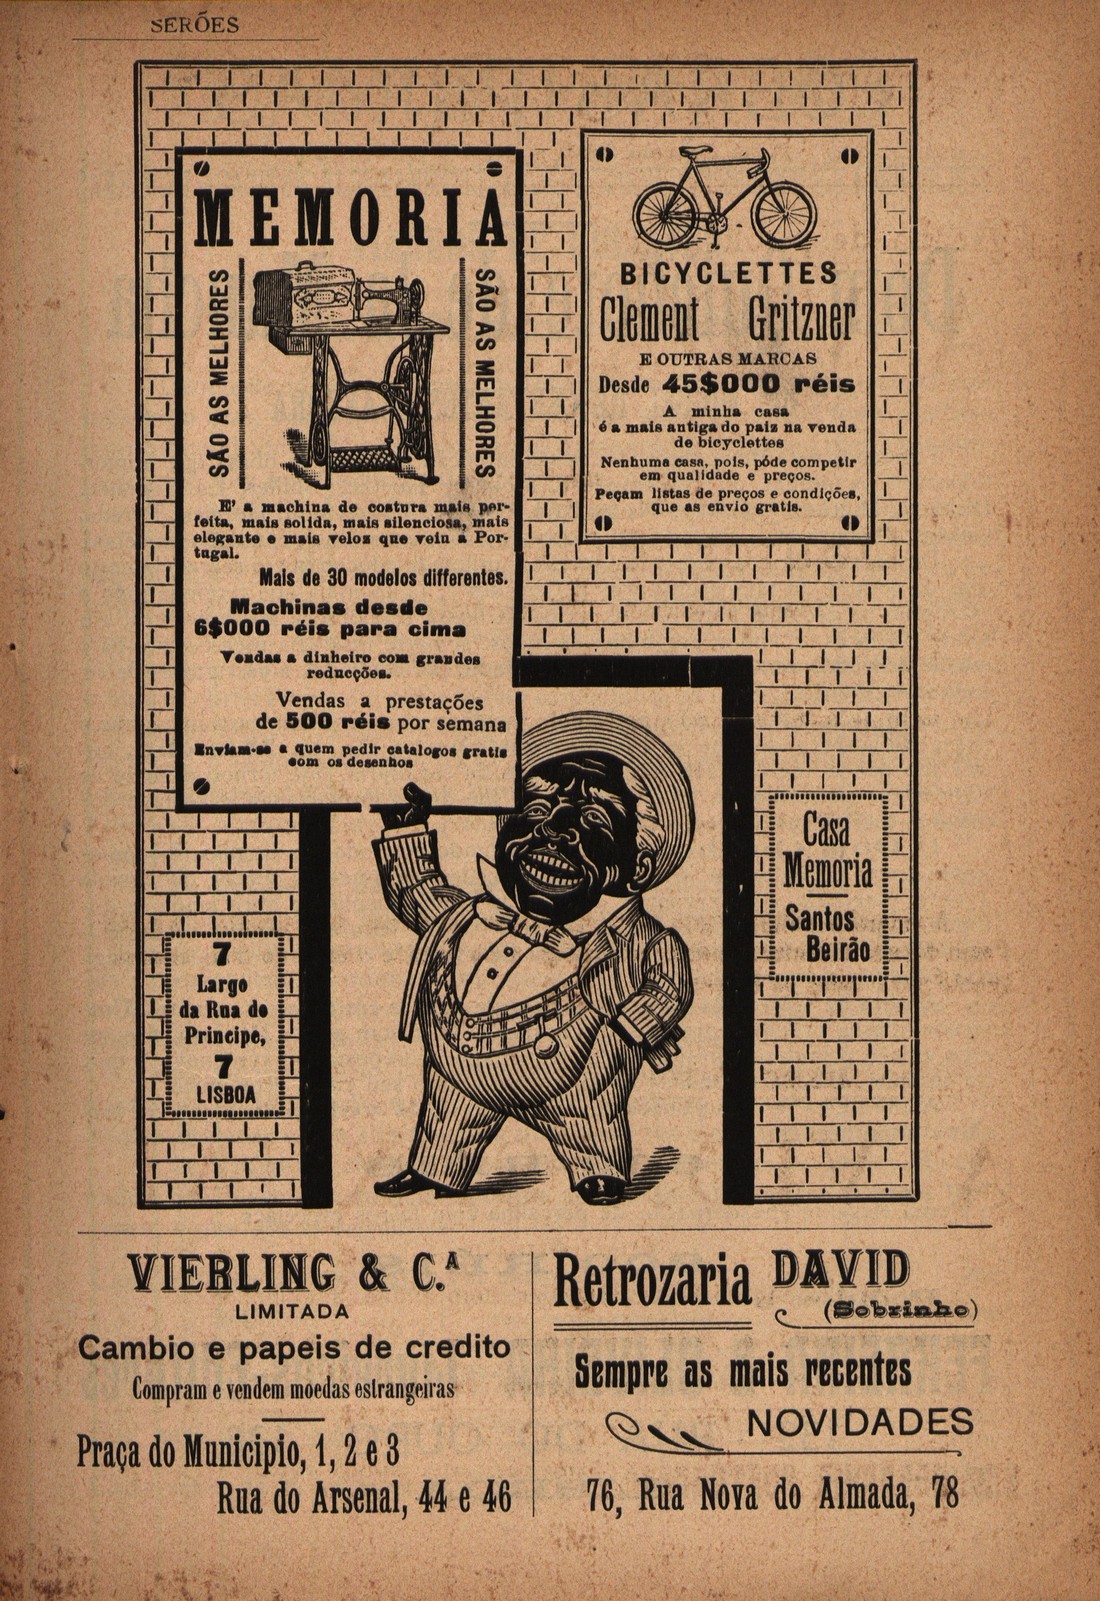 SERÕES
MEMORIA
SÃO AS MELHORES
SÃO AS MELHORES
E' a machina de costura mais per-
feita, mais solida, mais silenciosa, mais
elegante e mais veloz que veiu a Por-
tugal.
Mais de 30 modelos differentes.
Machinas desde
6$000 réis para cima
Vendas a dinheiro com grandes
reducções.
Vendas a prestações
de 500 réis por semana
Enviam-se a quem pedir catalogos gratis
com os desenhos
BICYCLETTES
Clement Gritzner
E OUTRAS MARCAS
Desde 45$000 réis
A minha casa
é a mais antiga do paiz na venda
de bicyclettes
Nenhuma casa, pois, póde competir
em qualidade e preços.
Peçam listas de preços e condições,
que as envio gratis.
7
Largo
da Rua do
Principe,
7
LISBOA
Casa
Memoria
Santos
Beirão
VIERLING & C.A
LIMITADA
Cambio e papeis de credito
Compram e vendem moedas estrangeiras
Praça do Municipio, 1, 2 e 3
Rua do Arsenal, 44 e 46
Retrozaria DAVID
(Sobrinho)
Sempre as mais recentes
NOVIDADES
76, Rua Nova do Almada, 78